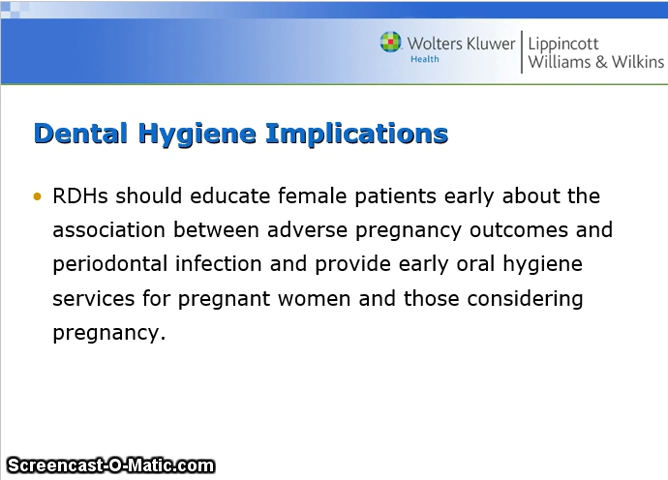 Wolters Kluwer
Health
Lippincott
Williams & Wilkins
Dental Hygiene Implications
• RDHs should educate female patients early about the
association between adverse pregnancy outcomes and
periodontal infection and provide early oral hygiene
services for pregnant women and those considering
pregnancy.
Screencast-O-Matic.com